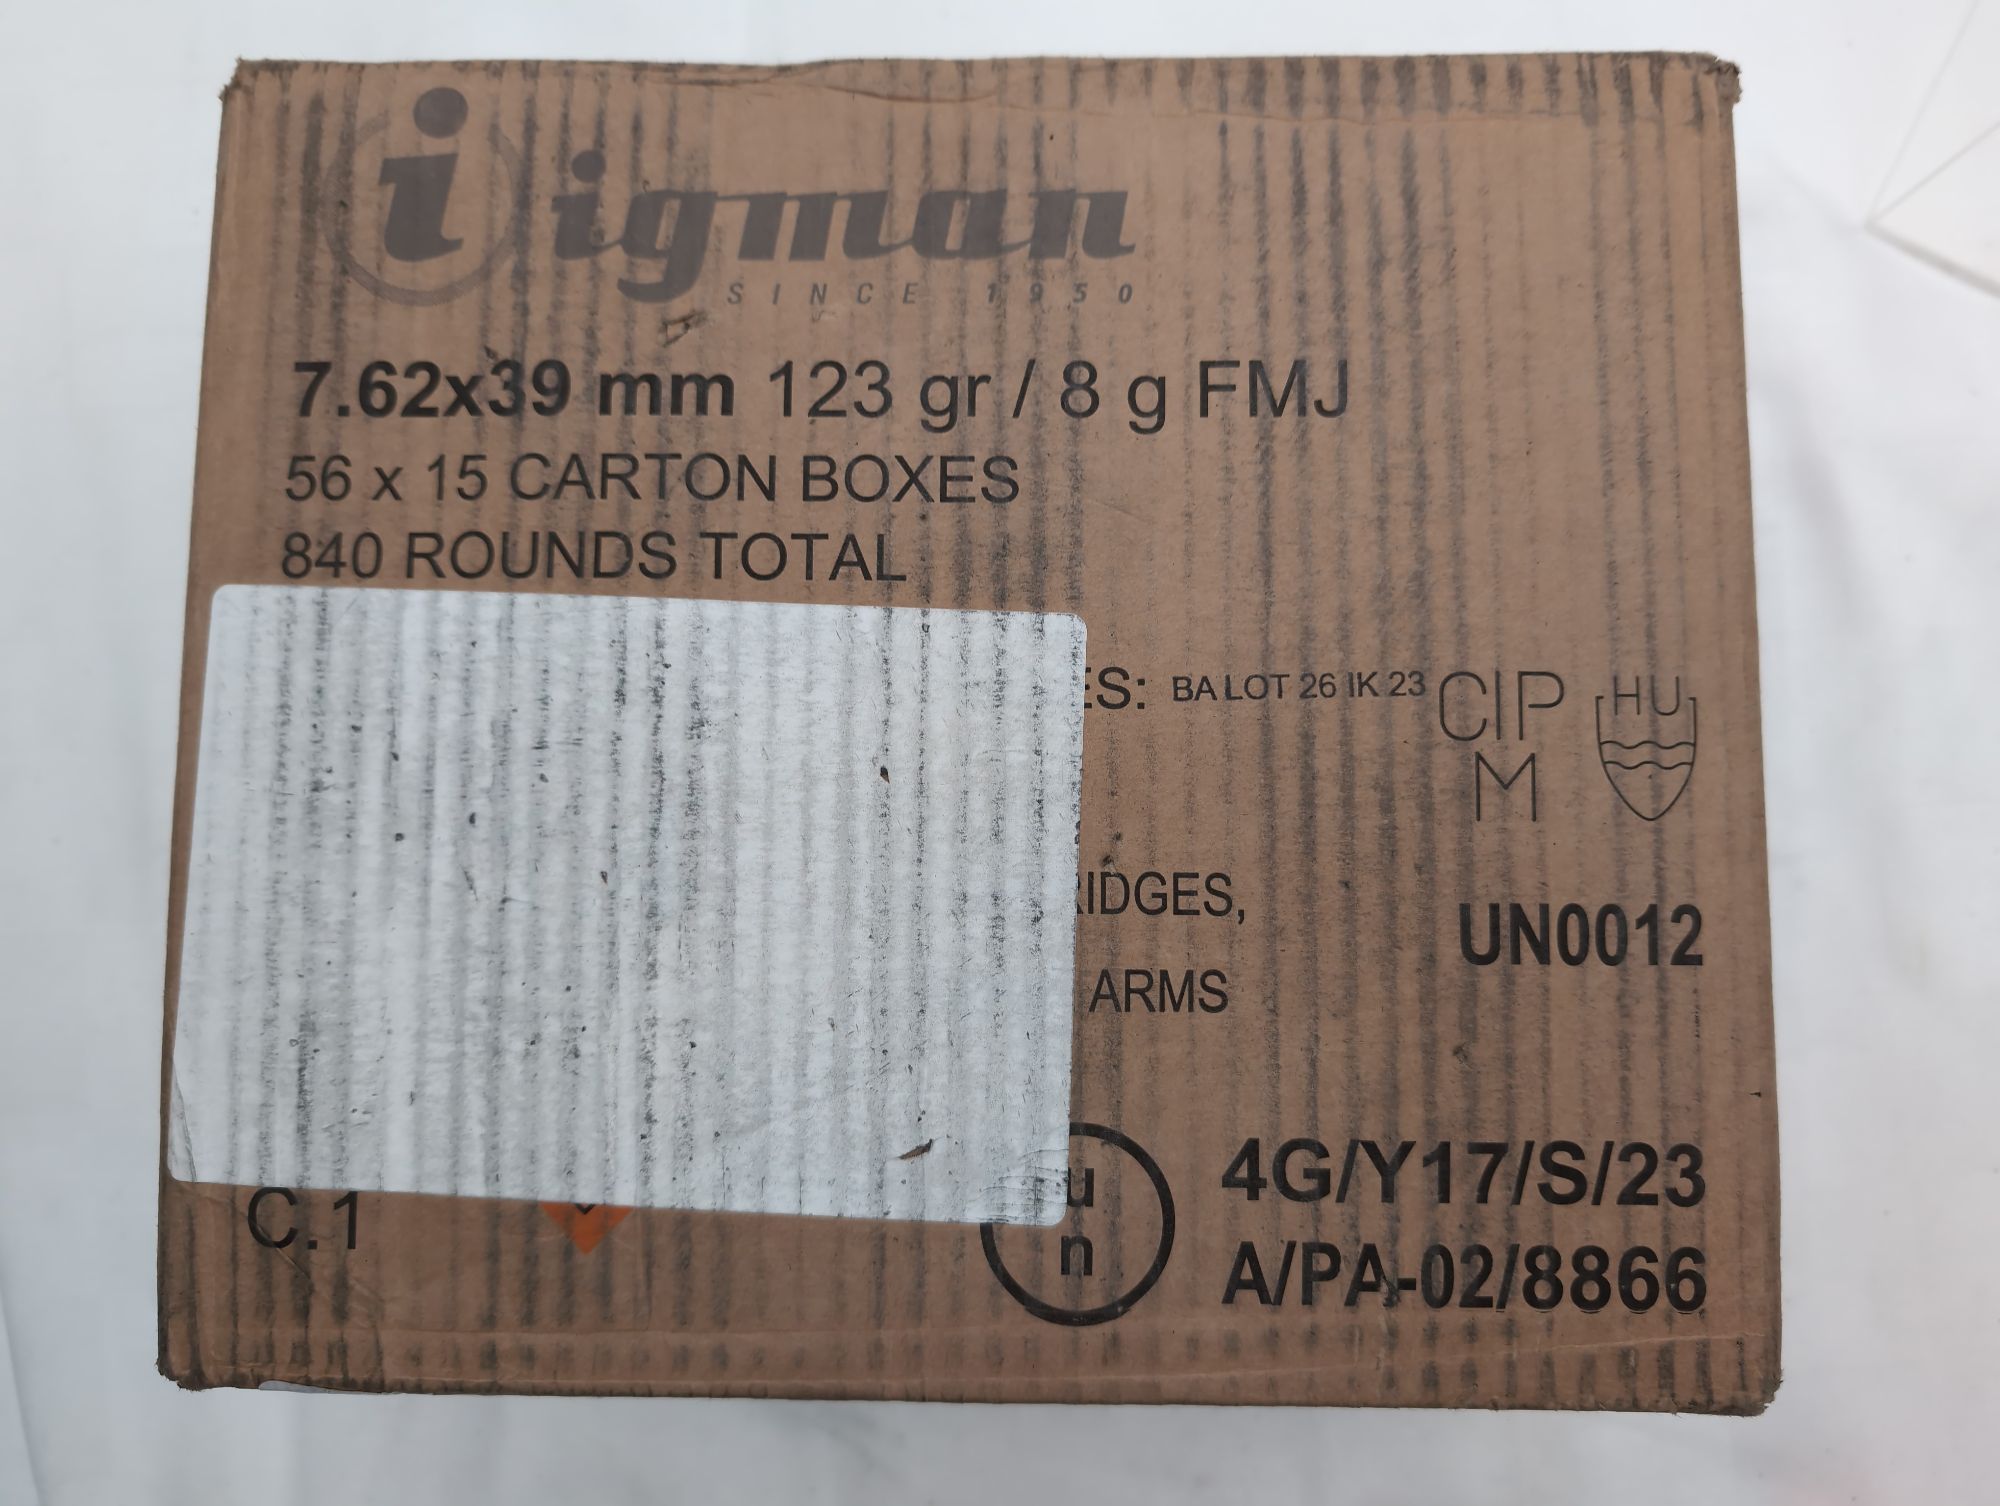 i igman
SINCE 1950
7.62x39 mm 123 gr / 8 g FMJ
56 x 15 CARTON BOXES
840 ROUNDS TOTAL
ES: BA LOT 26 IK 23
CIP
M
HU
RIDGES,
UN0012
ARMS
C.1
u
n
4G/Y17/S/23
A/PA-02/8866